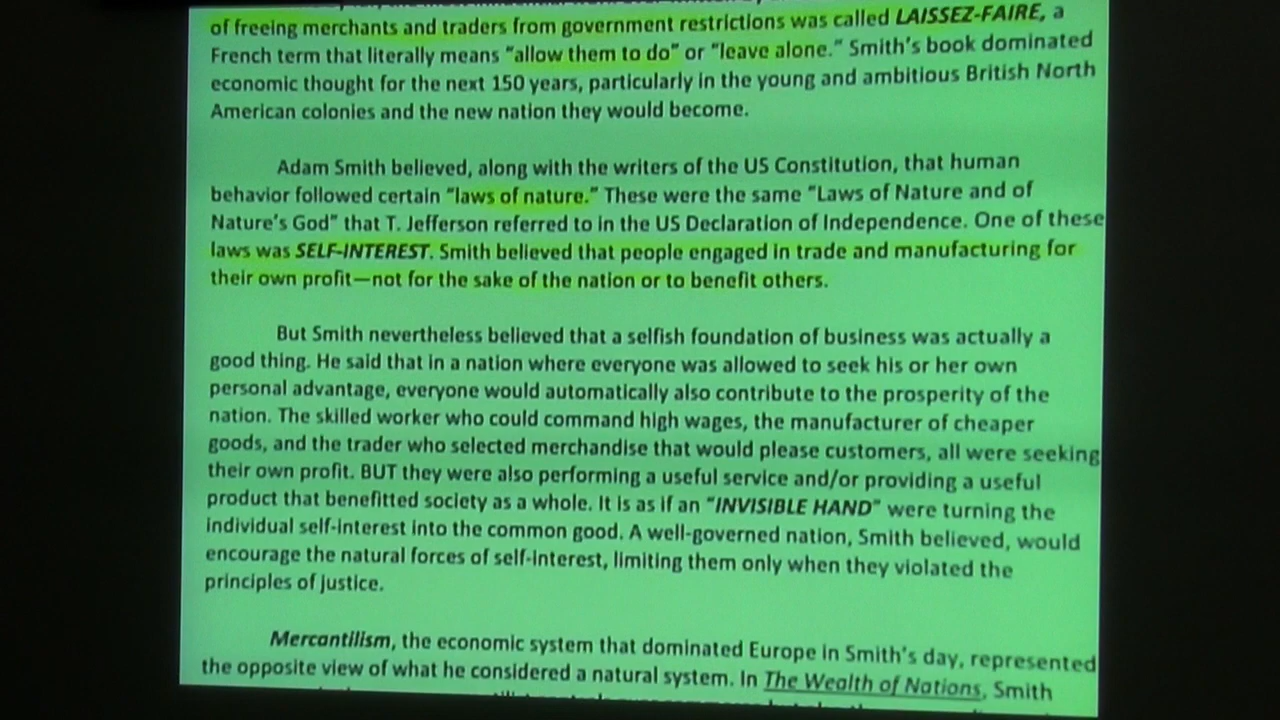 of freeing merchants and traders from government restrictions was called LAISSEZ-FAIRE, a
French term that literally means “allow them to do” or “leave alone.” Smith’s book dominated
economic thought for the next 150 years, particularly in the young and ambitious British North
American colonies and the new nation they would become.
Adam Smith believed, along with the writers of the US Constitution, that human
behavior followed certain “laws of nature.” These were the same “Laws of Nature and of
Nature’s God” that T. Jefferson referred to in the US Declaration of Independence. One of these
laws was SELF-INTEREST. Smith believed that people engaged in trade and manufacturing for
their own profit—not for the sake of the nation or to benefit others.
But Smith nevertheless believed that a selfish foundation of business was actually a
good thing. He said that in a nation where everyone was allowed to seek his or her own
personal advantage, everyone would automatically also contribute to the prosperity of the
nation. The skilled worker who could command high wages, the manufacturer of cheaper
goods, and the trader who selected merchandise that would please customers, all were seeking
their own profit. BUT they were also performing a useful service and/or providing a useful
product that benefitted society as a whole. It is as if an “INVISIBLE HAND” were turning the
individual self-interest into the common good. A well-governed nation, Smith believed, would
encourage the natural forces of self-interest, limiting them only when they violated the
principles of justice.
Mercantilism, the economic system that dominated Europe in Smith’s day, represented
the opposite view of what he considered a natural system. In The Wealth of Nations, Smith